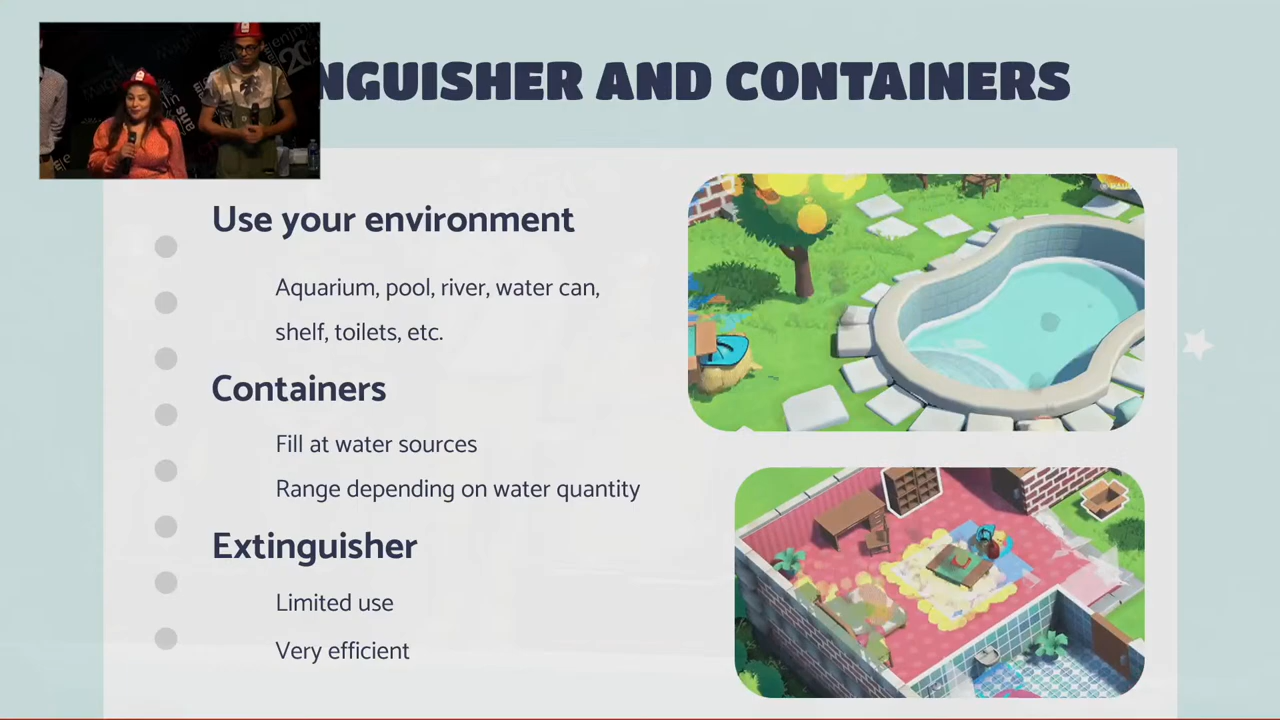 NGUISHER AND CONTAINERS
Use your environment
Aquarium, pool, river, water can,
shelf, toilets, etc.
Containers
Fill at water sources
Range depending on water quantity
Extinguisher
Limited use
Very efficient